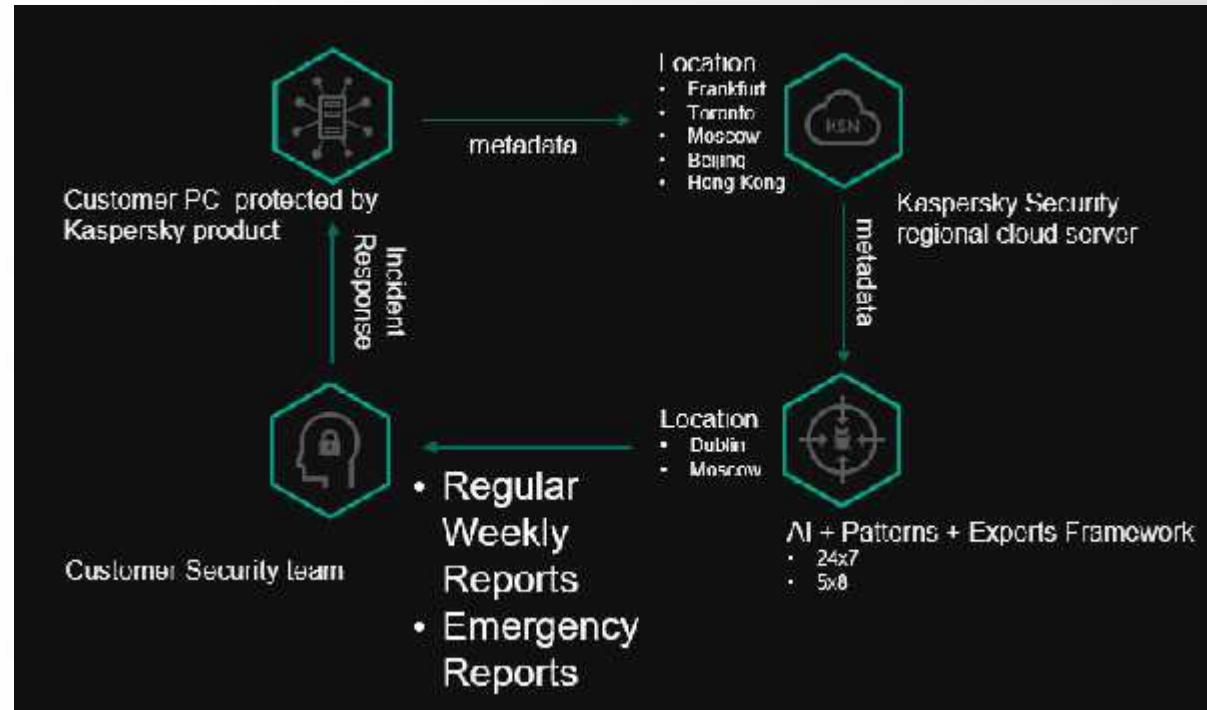 Location
• Frankfurt
• Toronto
• Moscow
• Beijing
• Hong Kong
KSN
metadata
Customer PC protected by
Kaspersky product
Kaspersky Security
regional cloud server
Incident
Response
metadata
Location
• Dublin
• Moscow
• Regular
Weekly
Reports
• Emergency
Reports
AI + Patterns + Experts Framework
• 24x7
• 5x8
Customer Security team